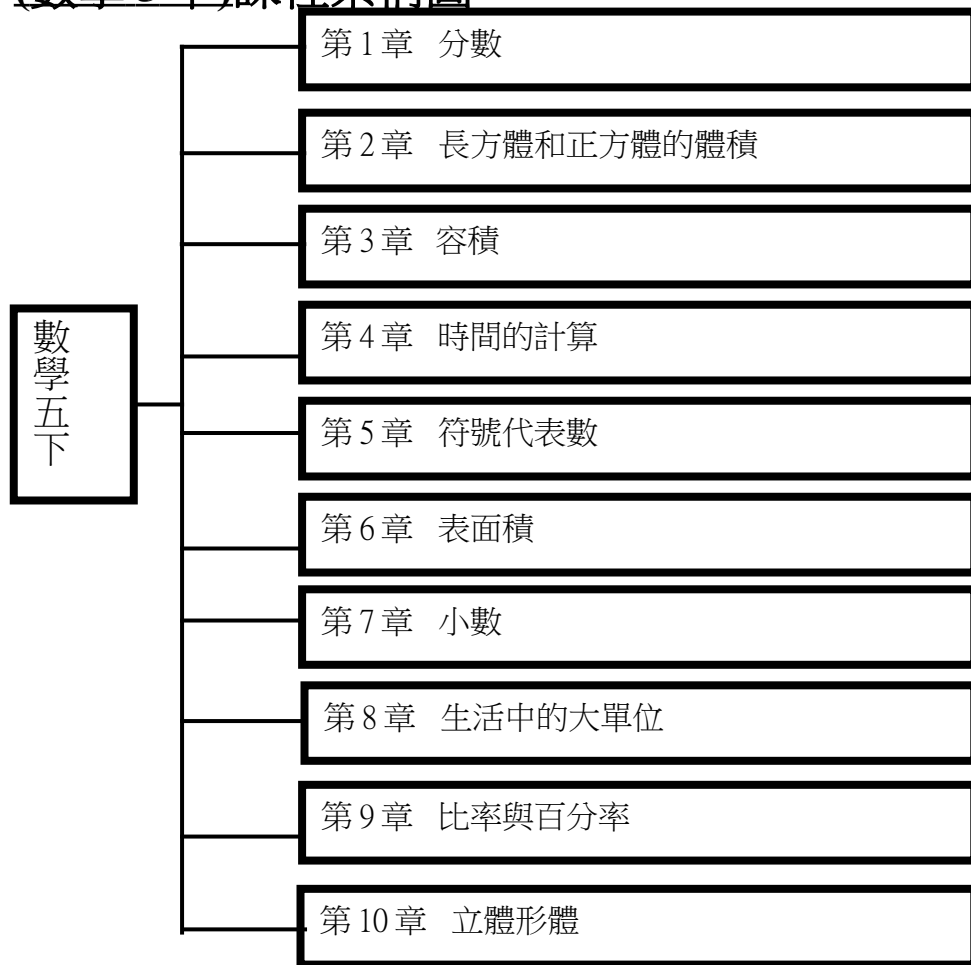 數學五下
第1章 分數
第2章 長方體和正方體的體積
第3章 容積
第4章 時間的計算
第5章 符號代表數
第6章 表面積
第7章 小數
第8章 生活中的大單位
第9章 比率與百分率
第10章 立體形體